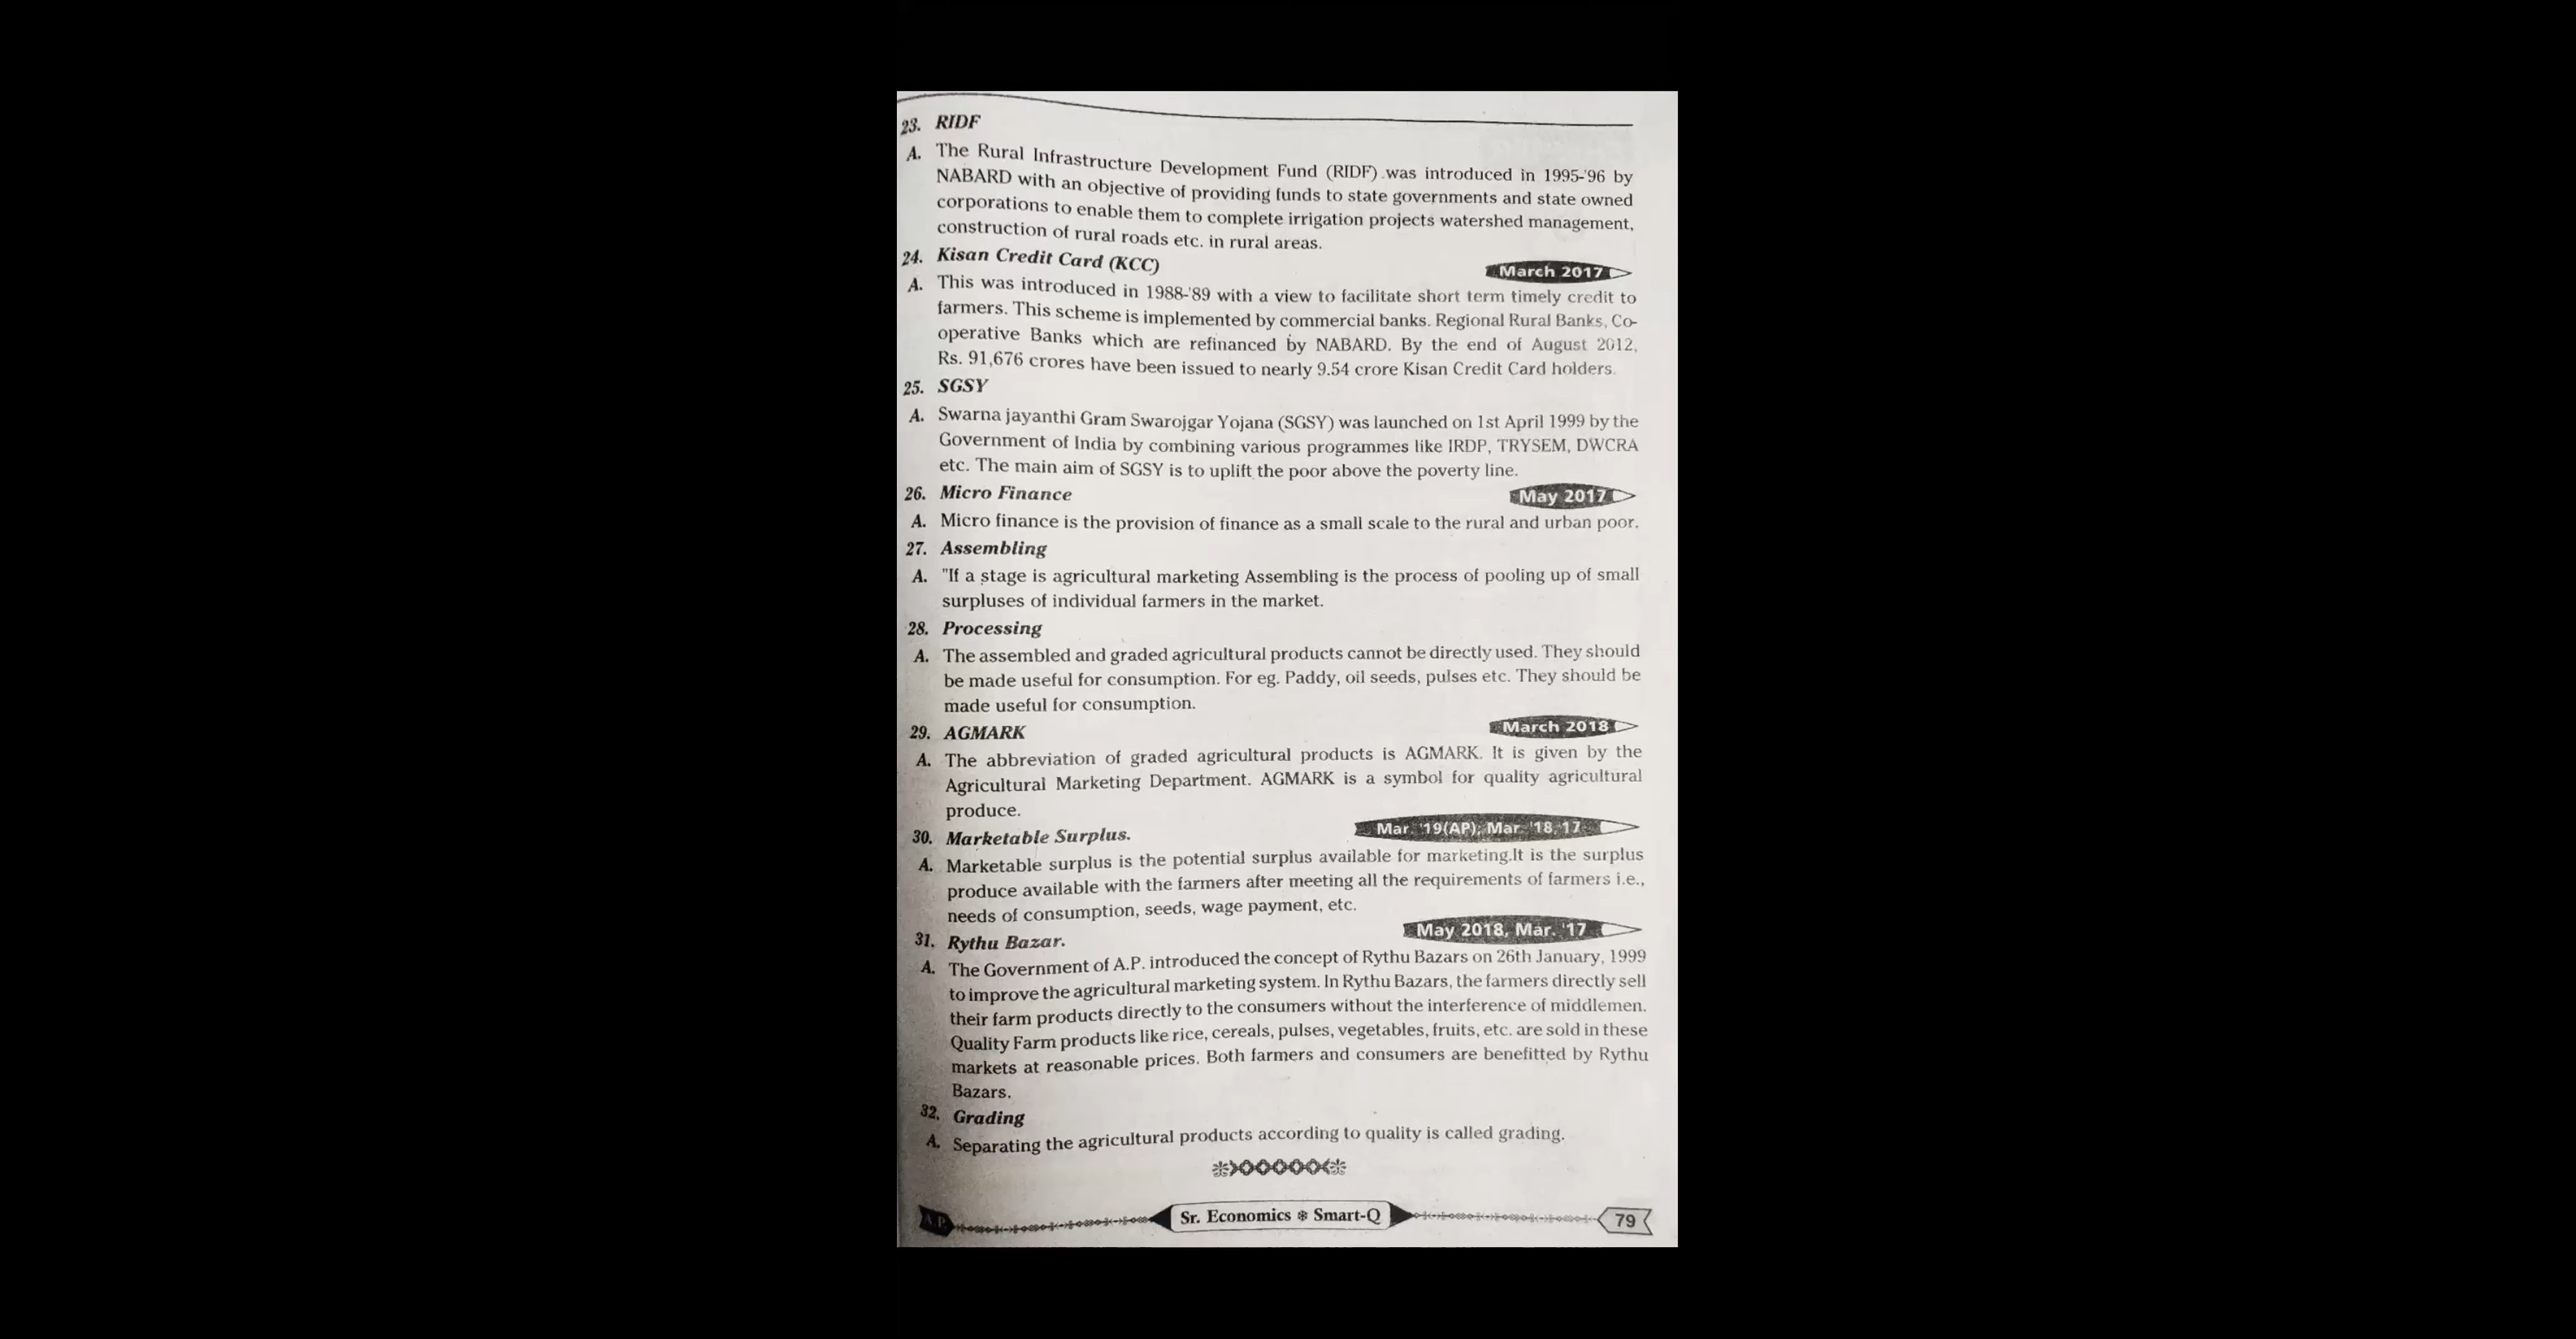 23. RIDF
A. The Rural Infrastructure Development Fund (RIDF) was introduced in 1995-'96 by
NABARD with an objective of providing funds to state governments and state owned
corporations to enable them to complete irrigation projects watershed management,
construction of rural roads etc. in rural areas.
24. Kisan Credit Card (KCC)
March 2017
A. This was introduced in 1988-'89 with a view to facilitate short term timely credit to
farmers. This scheme is implemented by commercial banks. Regional Rural Banks, Co-
operative Banks which are refinanced by NABARD. By the end of August 2012,
Rs. 91,676 crores have been issued to nearly 9.54 crore Kisan Credit Card holders.
25. SGSY
A. Swarna jayanthi Gram Swarojgar Yojana (SGSY) was launched on 1st April 1999 by the
Government of India by combining various programmes like IRDP, TRYSEM, DWCRA
etc. The main aim of SGSY is to uplift the poor above the poverty line.
26. Micro Finance
May 2017
A. Micro finance is the provision of finance as a small scale to the rural and urban poor.
27. Assembling
A. "If a stage is agricultural marketing Assembling is the process of pooling up of small
surpluses of individual farmers in the market.
28. Processing
A. The assembled and graded agricultural products cannot be directly used. They should
be made useful for consumption. For eg. Paddy, oil seeds, pulses etc. They should be
made useful for consumption.
29. AGMARK
March 2018
A. The abbreviation of graded agricultural products is AGMARK. It is given by the
Agricultural Marketing Department. AGMARK is a symbol for quality agricultural
produce.
30. Marketable Surplus.
Mar. '19(AP); Mar. '18,'17
A. Marketable surplus is the potential surplus available for marketing.It is the surplus
produce available with the farmers after meeting all the requirements of farmers i.e.,
needs of consumption, seeds, wage payment, etc.
31. Rythu Bazar.
May 2018, Mar. '17
A. The Government of A.P. introduced the concept of Rythu Bazars on 26th January, 1999
to improve the agricultural marketing system. In Rythu Bazars, the farmers directly sell
their farm products directly to the consumers without the interference of middlemen.
Quality Farm products like rice, cereals, pulses, vegetables, fruits, etc. are sold in these
markets at reasonable prices. Both farmers and consumers are benefitted by Rythu
Bazars.
32. Grading
A. Separating the agricultural products according to quality is called grading.
A.P.
Sr. Economics ❄ Smart-Q
79